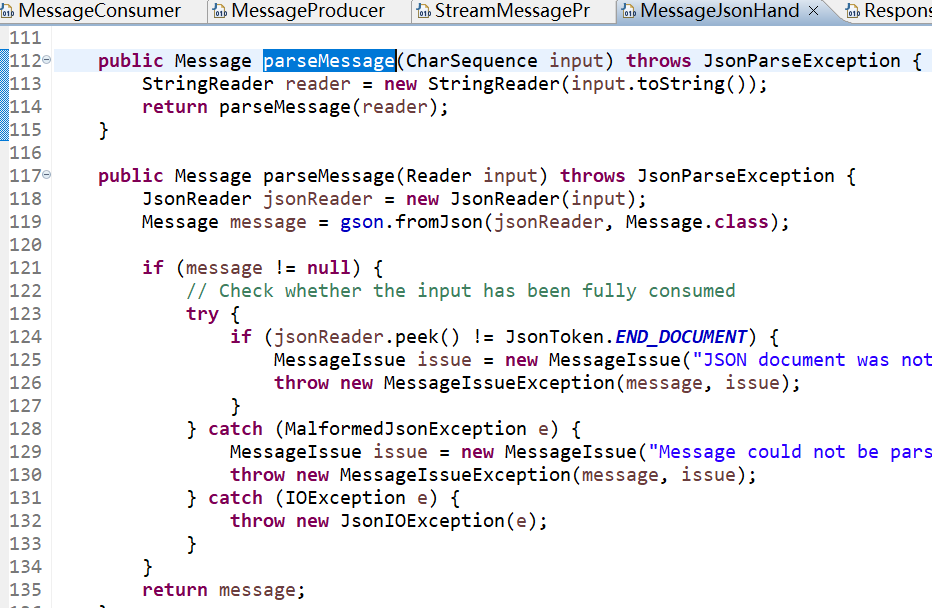 MessageConsumer MessageProducer StreamMessagePr MessageJsonHand Respons
111
112 public Message parseMessage(CharSequence input) throws JsonParseException {
113 StringReader reader = new StringReader(input.toString());
114 return parseMessage(reader);
115 }
116
117 public Message parseMessage(Reader input) throws JsonParseException {
118 JsonReader jsonReader = new JsonReader(input);
119 Message message = gson.fromJson(jsonReader, Message.class);
120
121 if (message != null) {
122 // Check whether the input has been fully consumed
123 try {
124 if (jsonReader.peek() != JsonToken.END_DOCUMENT) {
125 MessageIssue issue = new MessageIssue("JSON document was not
126 throw new MessageIssueException(message, issue);
127 }
128 } catch (MalformedJsonException e) {
129 MessageIssue issue = new MessageIssue("Message could not be pars
130 throw new MessageIssueException(message, issue);
131 } catch (IOException e) {
132 throw new JsonIOException(e);
133 }
134 }
135 return message;